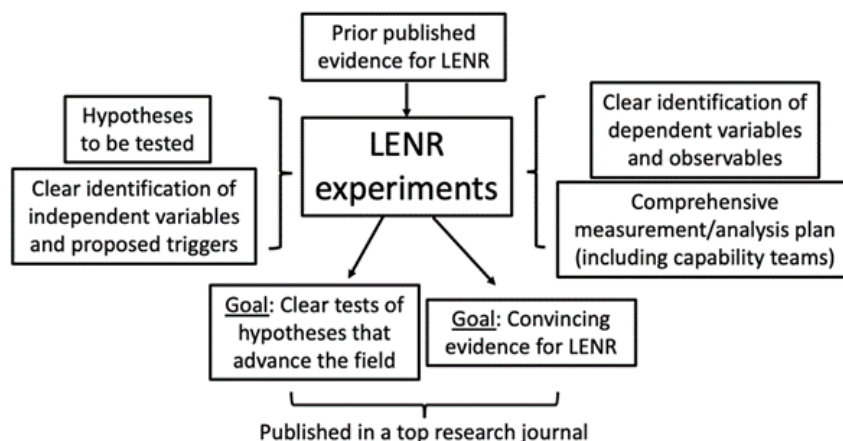 Prior published
evidence for LENR
Hypotheses
to be tested
Clear identification of
independent variables
and proposed triggers
LENR
experiments
Clear identification of
dependent variables
and observables
Comprehensive
measurement/analysis plan
(including capability teams)
Goal: Clear tests of
hypotheses that
advance the field
Goal: Convincing
evidence for LENR
Published in a top research journal